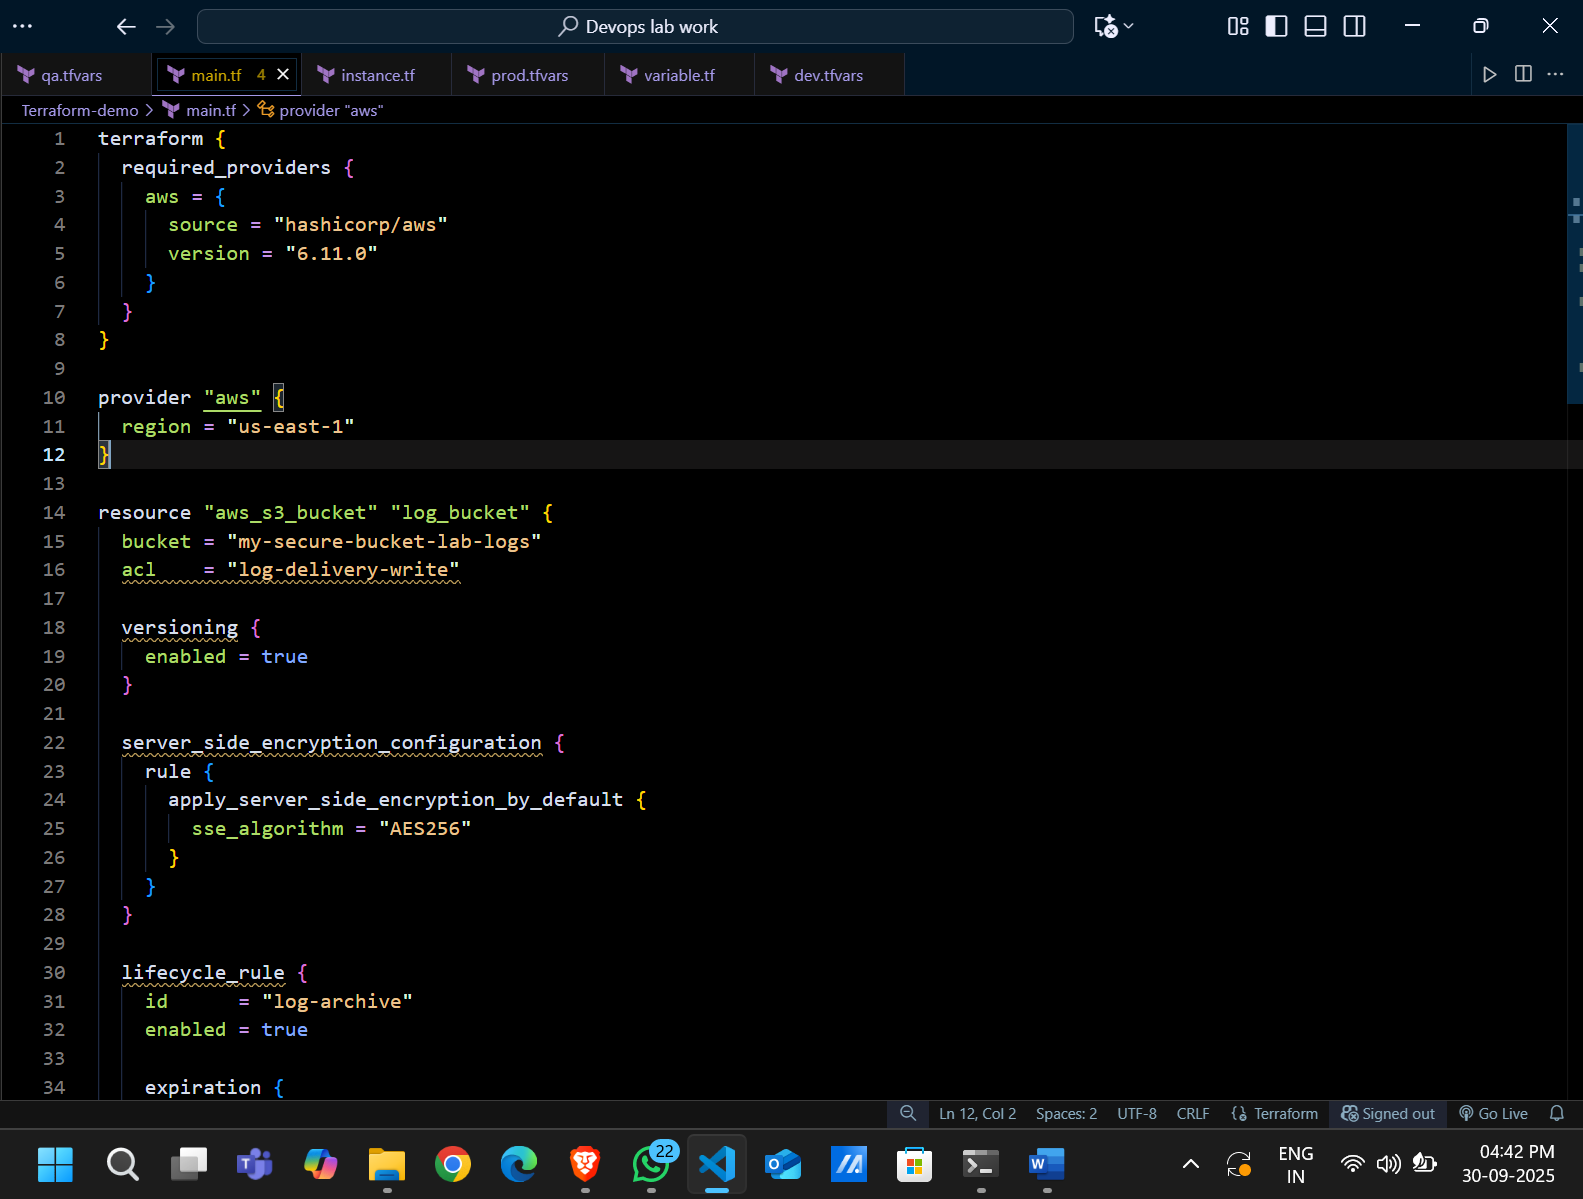 Devops lab work
qa.tfvars
main.tf 4
instance.tf
prod.tfvars
variable.tf
dev.tfvars
Terraform-demo > main.tf > provider "aws"
1 terraform {
2 required_providers {
3 aws = {
4 source = "hashicorp/aws"
5 version = "6.11.0"
6 }
7 }
8 }
9
10 provider "aws" {
11 region = "us-east-1"
12 }
13
14 resource "aws_s3_bucket" "log_bucket" {
15 bucket = "my-secure-bucket-lab-logs"
16 acl    = "log-delivery-write"
17
18 versioning {
19 enabled = true
20 }
21
22 server_side_encryption_configuration {
23 rule {
24 apply_server_side_encryption_by_default {
25 sse_algorithm = "AES256"
26 }
27 }
28 }
29
30 lifecycle_rule {
31 id      = "log-archive"
32 enabled = true
33
34 expiration {
Ln 12, Col 2 Spaces: 2 UTF-8 CRLF {} Terraform Signed out Go Live
22
ENG
IN
04:42 PM
30-09-2025